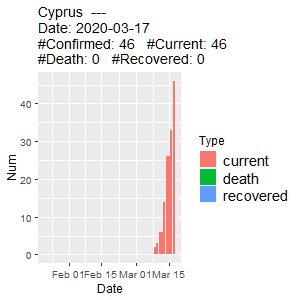 Cyprus  ---
Date: 2020-03-17
#Confirmed: 46   #Current: 46
#Death: 0   #Recovered: 0
Num
40
30
20
10
0
Feb 01
Feb 15
Mar 01
Mar 15
Date
Type
current
death
recovered